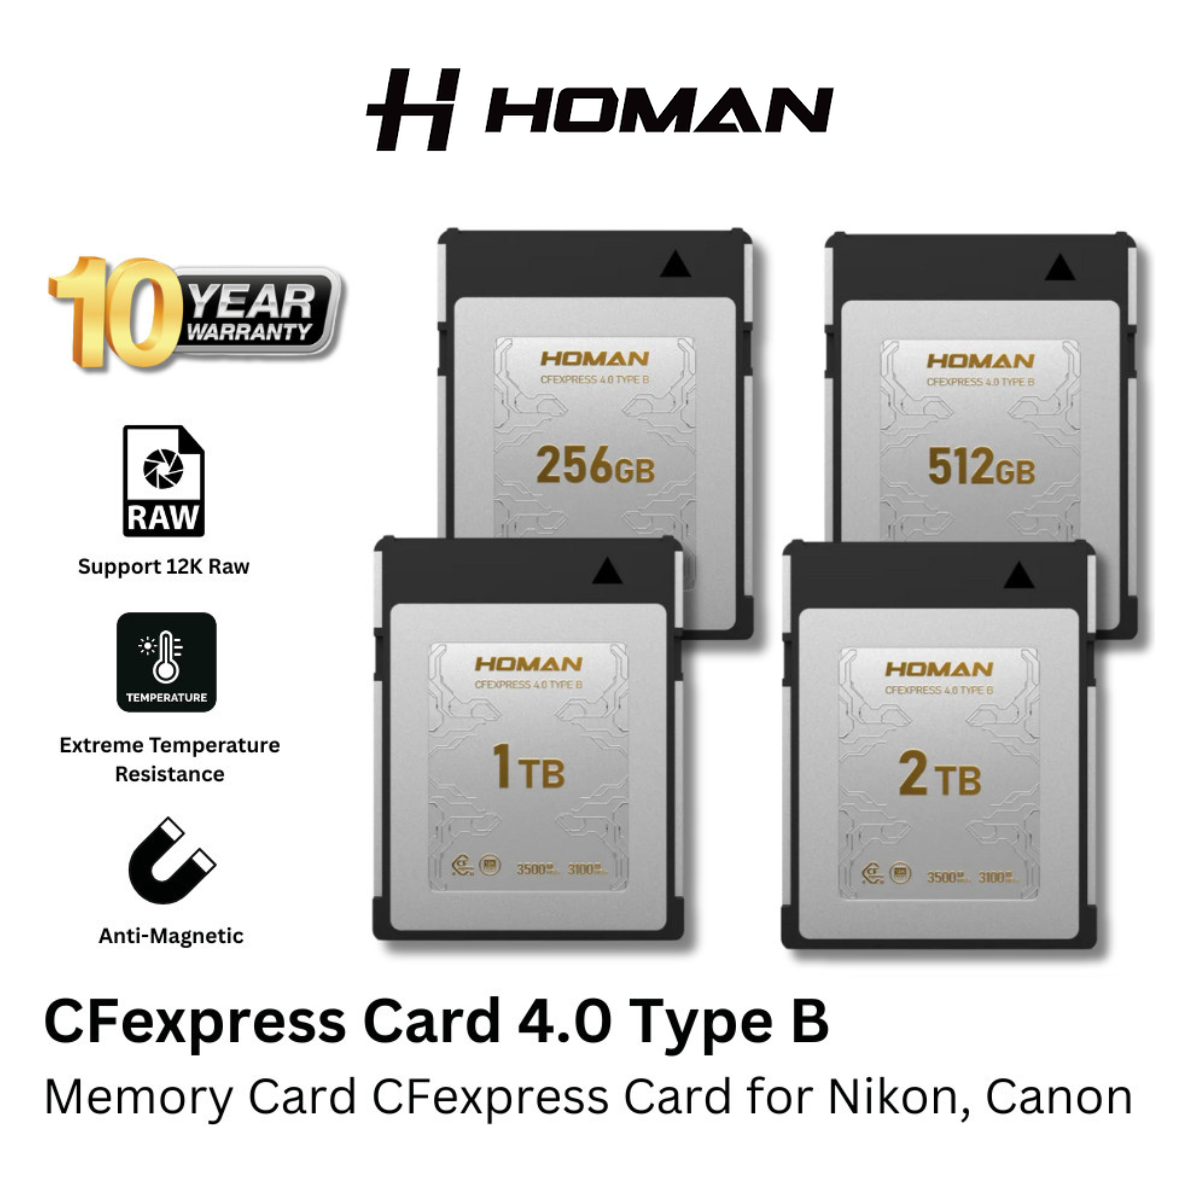 HOMAN
10 YEAR
WARRANTY
RAW
Support 12K Raw
TEMPERATURE
Extreme Temperature
Resistance
Anti-Magnetic
HOMAN
CFEXPRESS 4.0 TYPE B
256GB
HOMAN
CFEXPRESS 4.0 TYPE B
512GB
HOMAN
CFEXPRESS 4.0 TYPE B
1TB
3500 3100
HOMAN
CFEXPRESS 4.0 TYPE B
2TB
3500 3100
CFexpress Card 4.0 Type B
Memory Card CFexpress Card for Nikon, Canon